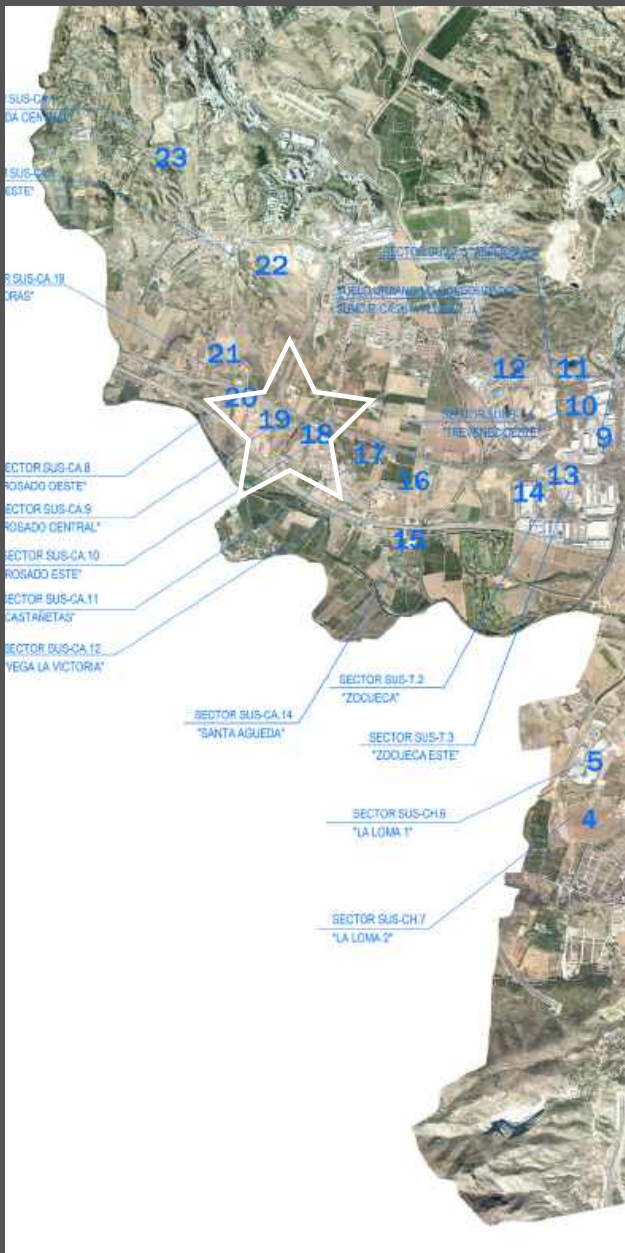 23
22
R SUS-CA.19
21
20
19
18
17
16
15
14
13
12
11
10
9
SECTOR SUS-CA.8
"ROSADO OESTE"
SECTOR SUS-CA.9
"ROSADO CENTRAL"
SECTOR SUS-CA.10
"ROSADO ESTE"
SECTOR SUS-CA.11
CASTAÑETAS"
SECTOR SUS-CA.12
"VEGA LA VICTORIA"
SECTOR SUS-CA.14
"SANTA AGUEDA"
SECTOR SUS-T.2
"ZOCUECA"
SECTOR SUS-T.3
"ZOCUECA ESTE"
5
SECTOR SUS-CH.6
"LA LOMA 1"
4
SECTOR SUS-CH.7
"LA LOMA 2"